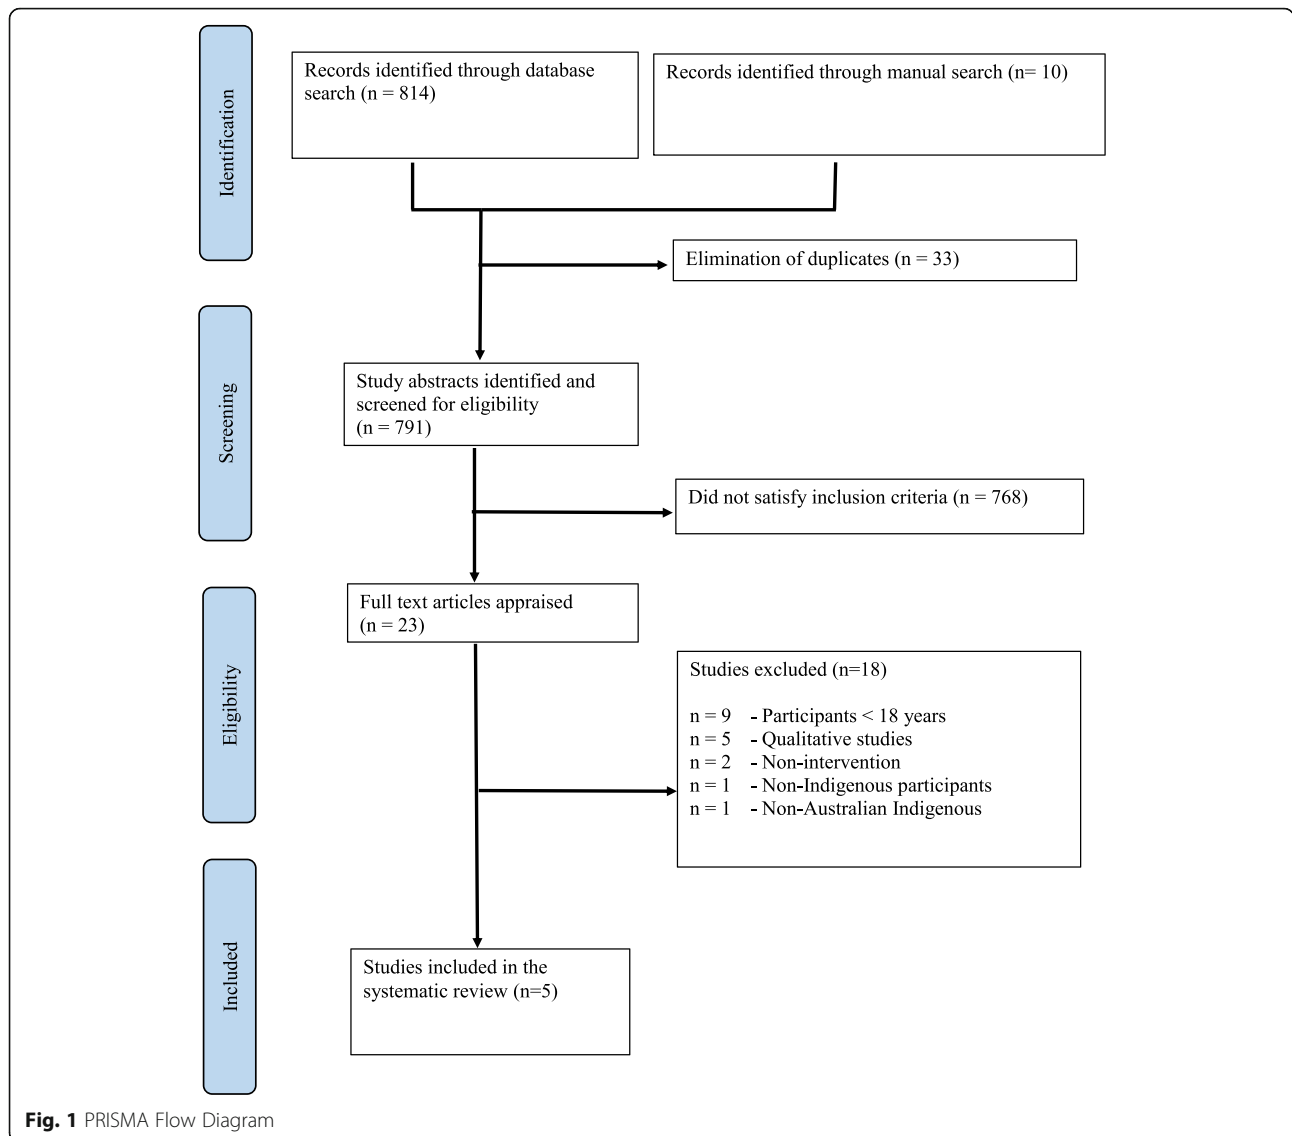 Identification
Records identified through database
search (n = 814)
Records identified through manual search (n= 10)
Elimination of duplicates (n = 33)
Screening
Study abstracts identified and
screened for eligibility
(n = 791)
Did not satisfy inclusion criteria (n = 768)
Eligibility
Full text articles appraised
(n = 23)
Studies excluded (n=18)
n = 9 - Participants < 18 years
n = 5 - Qualitative studies
n = 2 - Non-intervention
n = 1 - Non-Indigenous participants
n = 1 - Non-Australian Indigenous
Included
Studies included in the
systematic review (n=5)
Fig. 1 PRISMA Flow Diagram